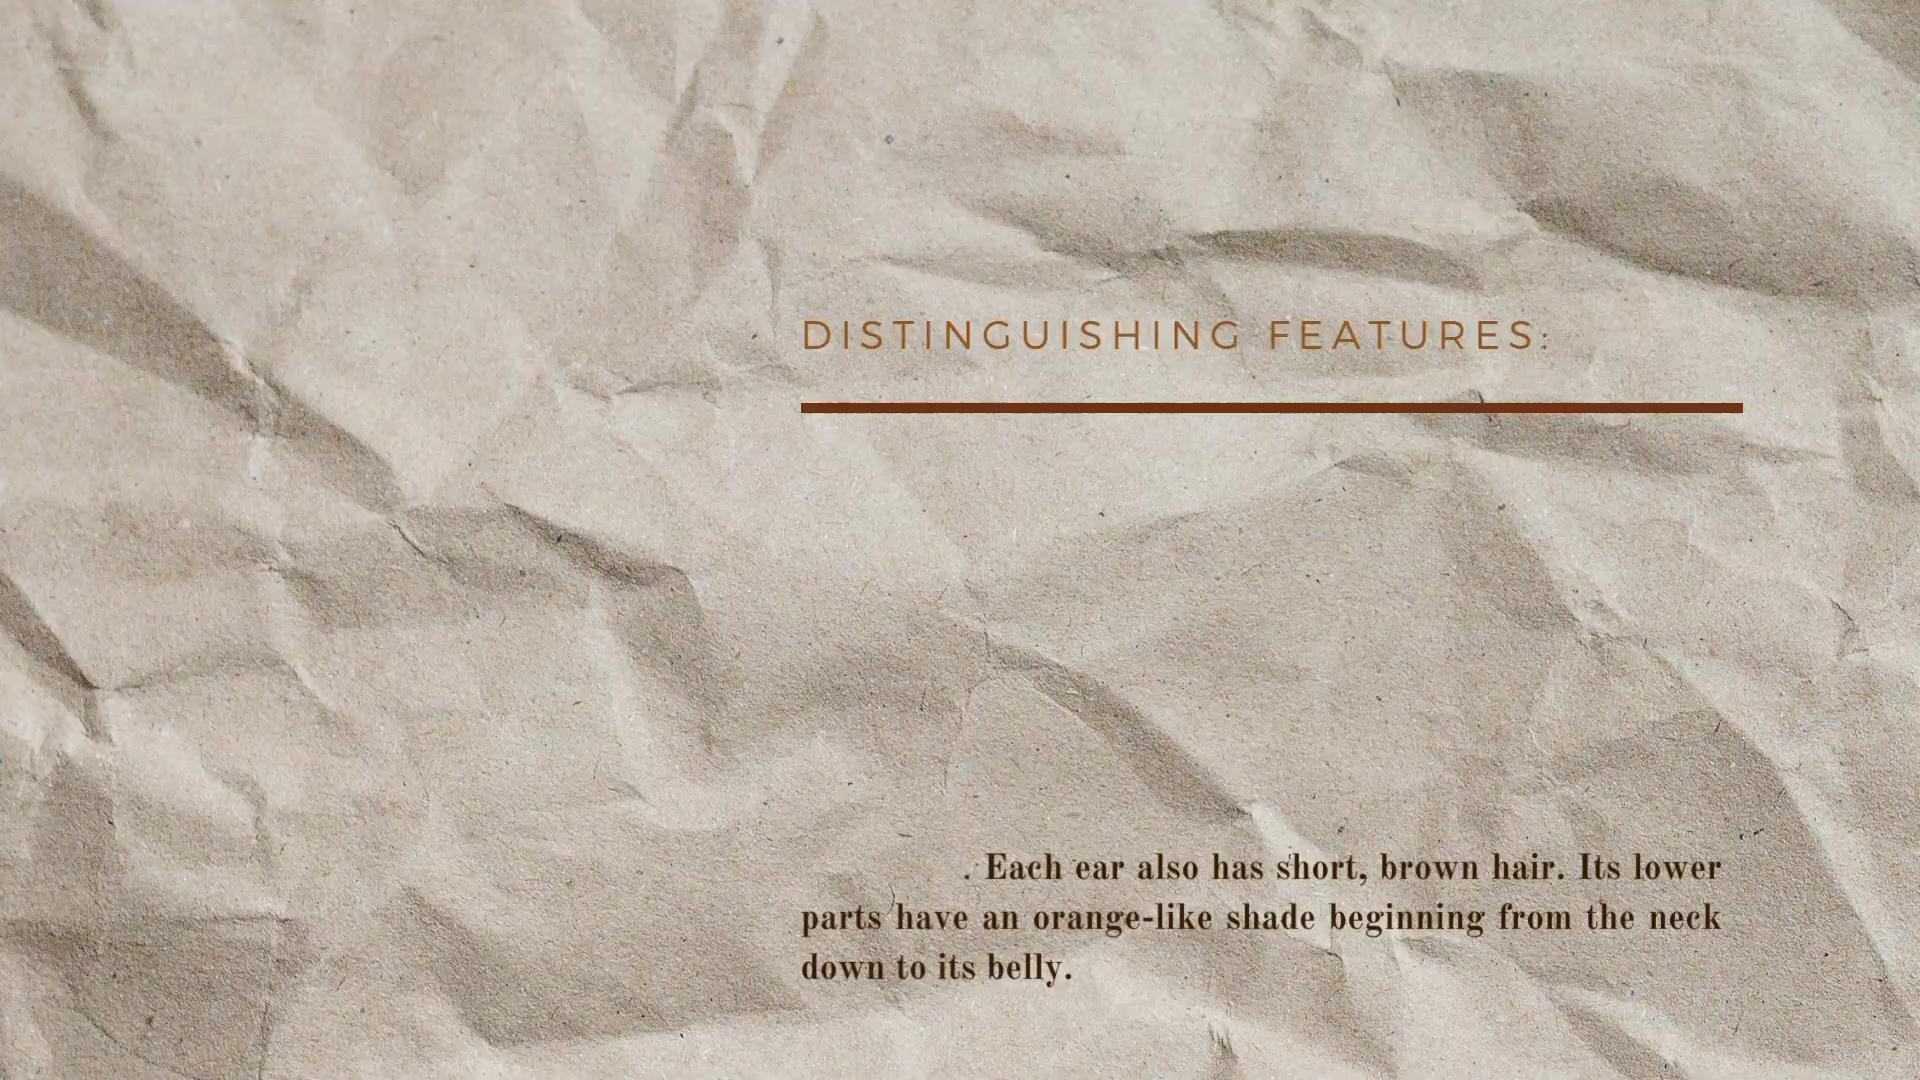 DISTINGUISHING FEATURES:
. Each ear also has short, brown hair. Its lower
parts have an orange-like shade beginning from the neck
down to its belly.